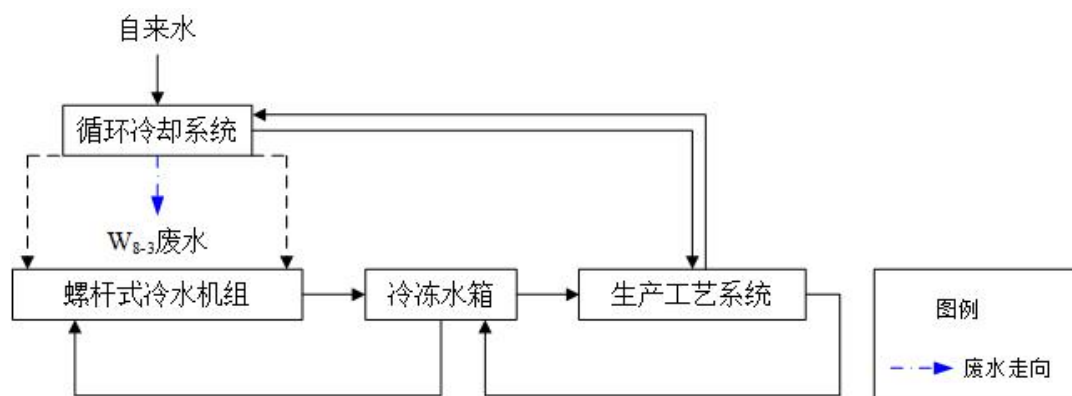 自来水
循环冷却系统
W8-3废水
螺杆式冷水机组
冷冻水箱
生产工艺系统
图例
废水走向